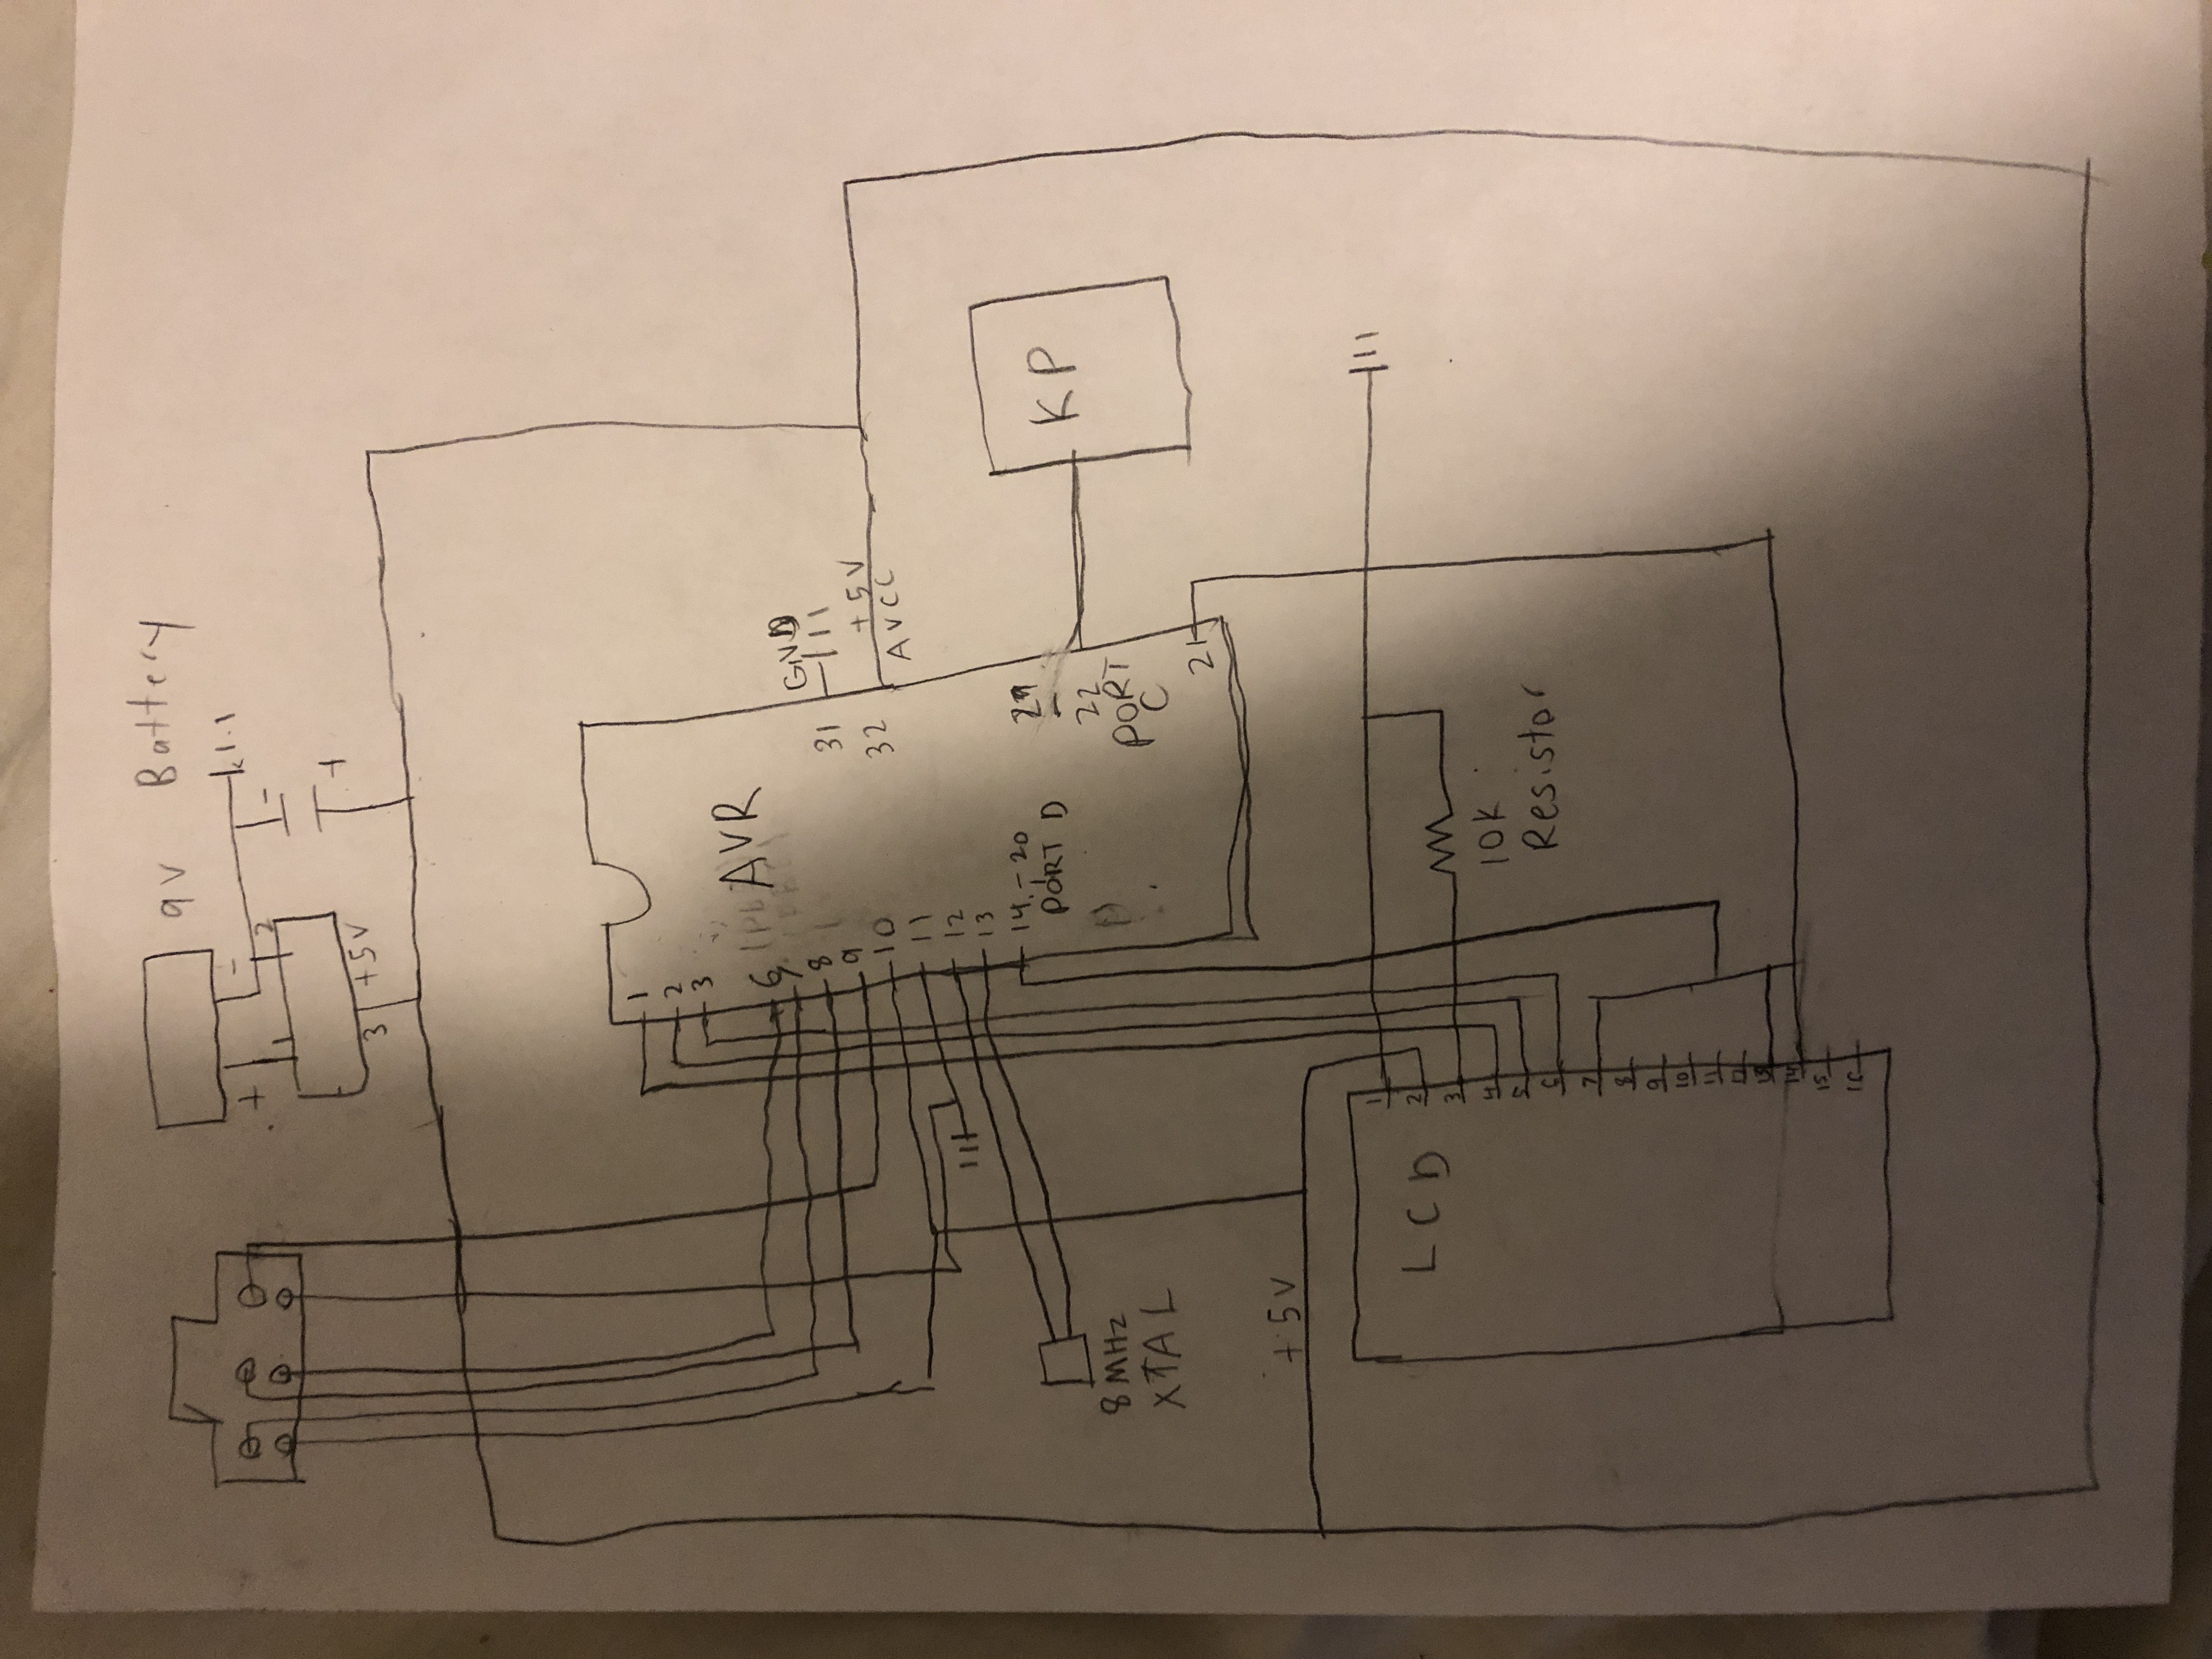 9V Battery
+ -
1 2
-
+
3 +5V
1
2
3
AVR
6
7
8
9
10
11
12
13
14.-20
PORT D
GND
31
+5V
32
AVCC
29
-
22
PORT
C
21
KP
8 MHz
XTAL
+5V
LCD
1
2
3
4
5
6
7
8
9
10
11
12
13
14
15
16
10K
Resistor